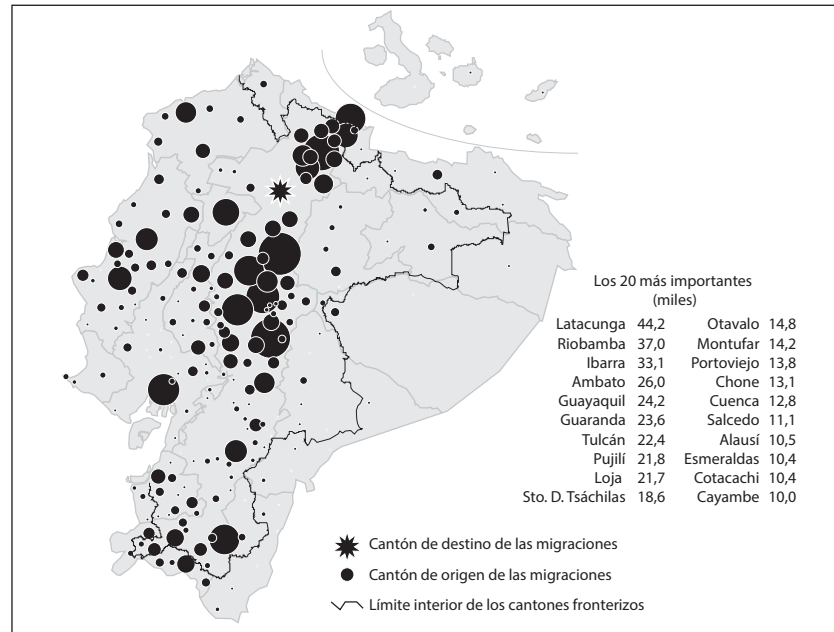 Los 20 más importantes
(miles)
Latacunga 44,2 Otavalo 14,8
Riobamba 37,0 Montufar 14,2
Ibarra 33,1 Portoviejo 13,8
Ambato 26,0 Chone 13,1
Guayaquil 24,2 Cuenca 12,8
Guaranda 23,6 Salcedo 11,1
Tulcán 22,4 Alausí 10,5
Pujilí 21,8 Esmeraldas 10,4
Loja 21,7 Cotacachi 10,4
Sto. D. Tsáchilas 18,6 Cayambe 10,0
Cantón de destino de las migraciones
Cantón de origen de las migraciones
Límite interior de los cantones fronterizos